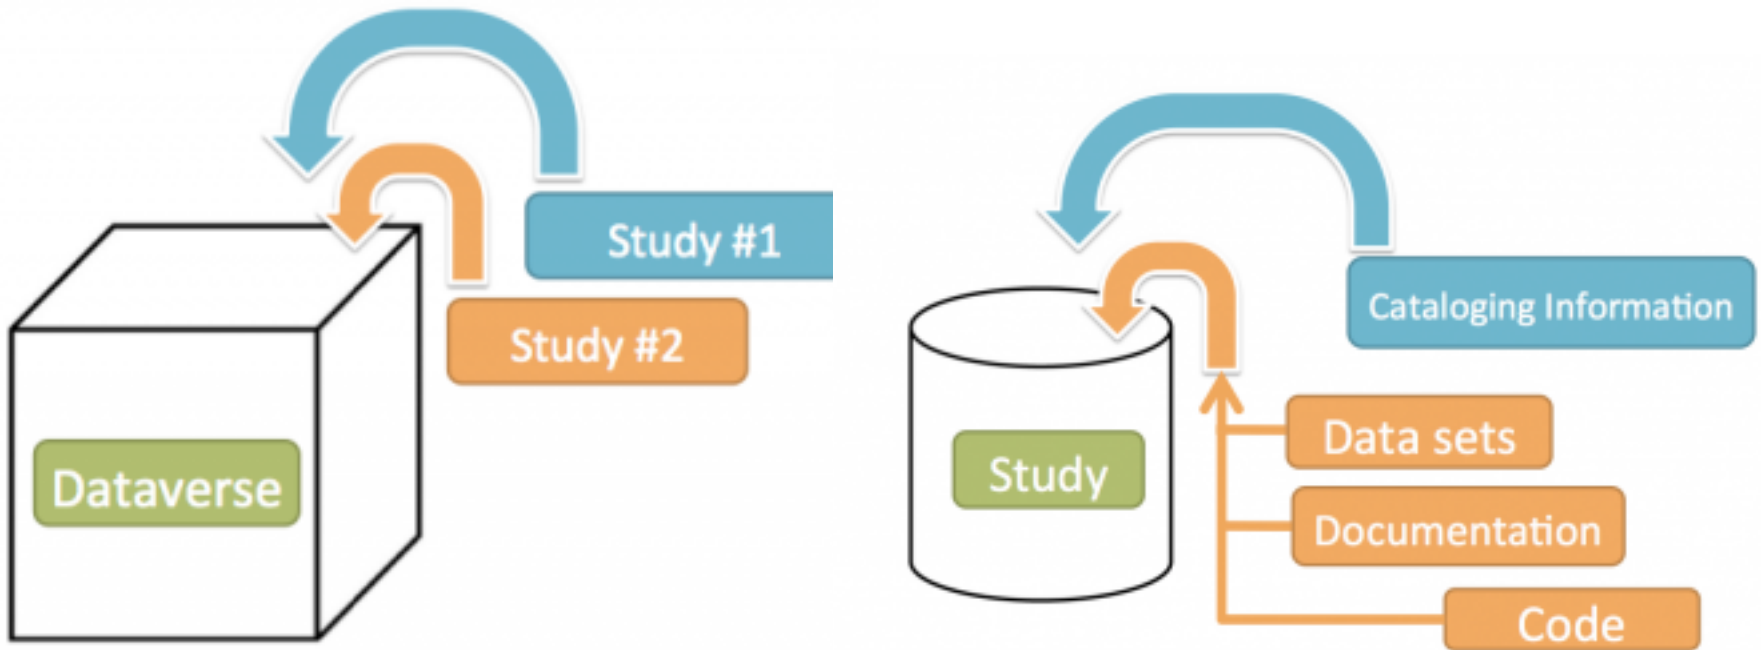 Study #1
Study #2
Dataverse
Cataloging Information
Study
Data sets
Documentation
Code